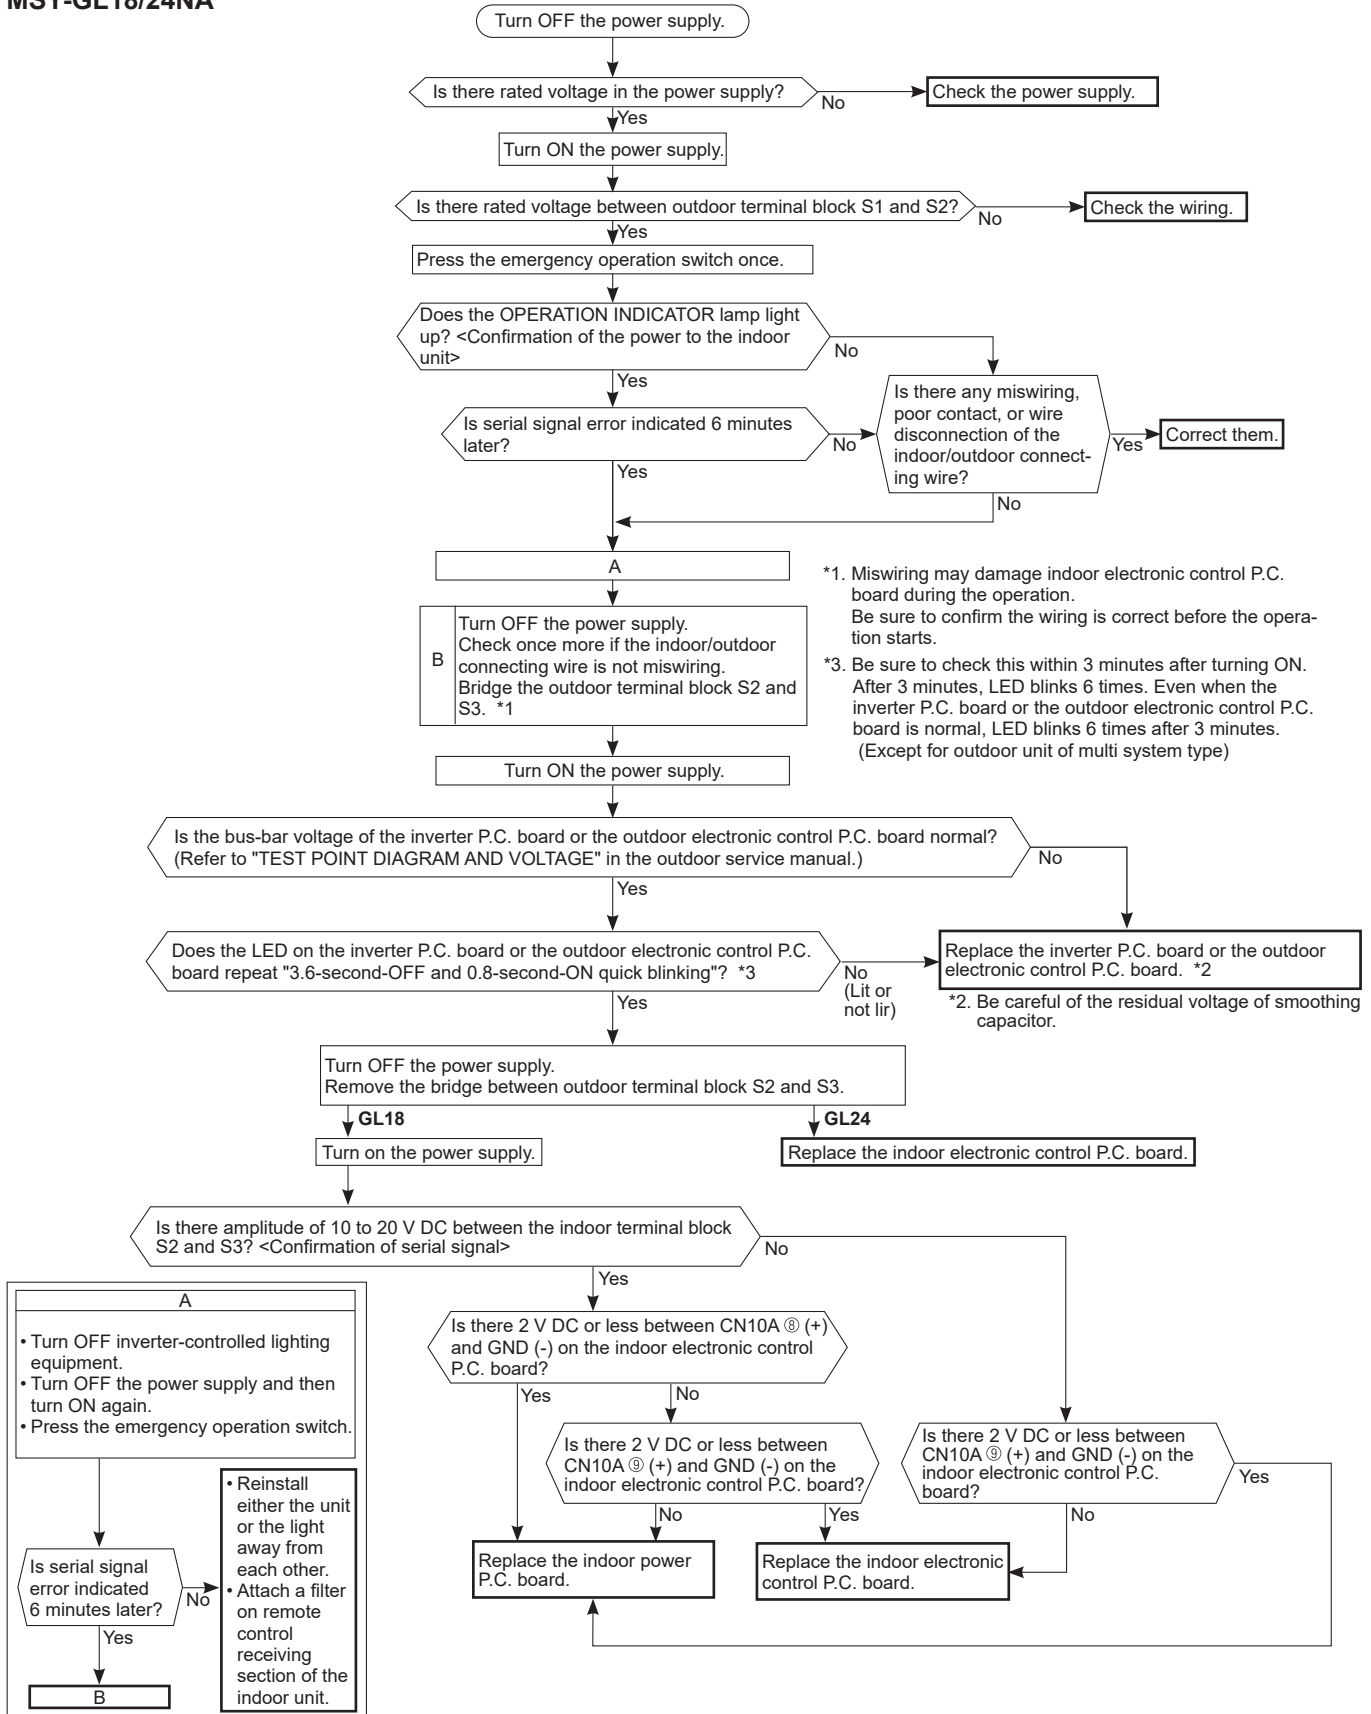 MSY-GL18/24NA
Turn OFF the power supply.
Is there rated voltage in the power supply?
No
Check the power supply.
Yes
Turn ON the power supply.
Is there rated voltage between outdoor terminal block S1 and S2?
No
Check the wiring.
Yes
Press the emergency operation switch once.
Does the OPERATION INDICATOR lamp light
up? <Confirmation of the power to the indoor
unit>
No
Yes
Is serial signal error indicated 6 minutes
later?
No
Yes
Is there any miswiring,
poor contact, or wire
disconnection of the
indoor/outdoor connect-
ing wire?
Yes
Correct them.
No
A
B
Turn OFF the power supply.
Check once more if the indoor/outdoor
connecting wire is not miswiring.
Bridge the outdoor terminal block S2 and
S3. *1
*1. Miswiring may damage indoor electronic control P.C.
board during the operation.
Be sure to confirm the wiring is correct before the opera-
tion starts.
*3. Be sure to check this within 3 minutes after turning ON.
After 3 minutes, LED blinks 6 times. Even when the
inverter P.C. board or the outdoor electronic control P.C.
board is normal, LED blinks 6 times after 3 minutes.
(Except for outdoor unit of multi system type)
Turn ON the power supply.
Is the bus-bar voltage of the inverter P.C. board or the outdoor electronic control P.C. board normal?
(Refer to "TEST POINT DIAGRAM AND VOLTAGE" in the outdoor service manual.)
No
Yes
Does the LED on the inverter P.C. board or the outdoor electronic control P.C.
board repeat "3.6-second-OFF and 0.8-second-ON quick blinking"? *3
No
(Lit or
not lir)
Yes
Replace the inverter P.C. board or the outdoor
electronic control P.C. board. *2
*2. Be careful of the residual voltage of smoothing
capacitor.
Turn OFF the power supply.
Remove the bridge between outdoor terminal block S2 and S3.
GL18
GL24
Turn on the power supply.
Replace the indoor electronic control P.C. board.
Is there amplitude of 10 to 20 V DC between the indoor terminal block
S2 and S3? <Confirmation of serial signal>
No
Yes
Is there 2 V DC or less between CN10A ⑧ (+)
and GND (-) on the indoor electronic control
P.C. board?
Yes
No
Is there 2 V DC or less between
CN10A ⑨ (+) and GND (-) on the
indoor electronic control P.C. board?
No
Yes
Is there 2 V DC or less between
CN10A ⑨ (+) and GND (-) on the
indoor electronic control P.C.
board?
Yes
No
Replace the indoor power
P.C. board.
Replace the indoor electronic
control P.C. board.
A
• Turn OFF inverter-controlled lighting
equipment.
• Turn OFF the power supply and then
turn ON again.
• Press the emergency operation switch.
Is serial signal
error indicated
6 minutes later?
No
Yes
B
• Reinstall
either the unit
or the light
away from
each other.
• Attach a filter
on remote
control
receiving
section of the
indoor unit.